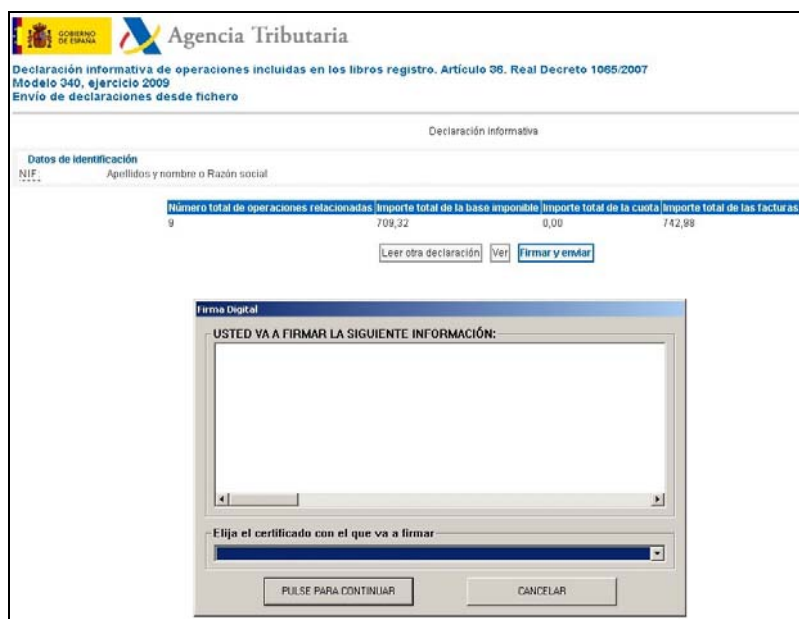 GOBIERNO
DE ESPAÑA
Agencia Tributaria
Declaración informativa de operaciones incluidas en los libros registro. Artículo 36. Real Decreto 1065/2007
Modelo 340, ejercicio 2009
Envío de declaraciones desde fichero
Declaración informativa
Datos de identificación
NIF: Apellidos y nombre o Razón social
Número total de operaciones relacionadas Importe total de la base imponible Importe total de la cuota Importe total de las facturas
9 709,32 0,00 742,98
Leer otra declaración Ver Firmar y enviar
Firma Digital
USTED VA A FIRMAR LA SIGUIENTE INFORMACIÓN:
Elija el certificado con el que va a firmar
PULSE PARA CONTINUAR CANCELAR